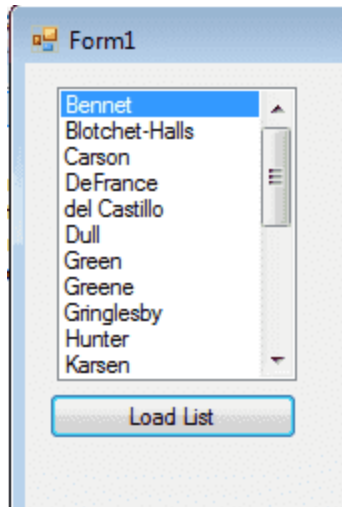 Form1
Bennet
Blotchet-Halls
Carson
DeFrance
del Castillo
Dull
Green
Greene
Gringlesby
Hunter
Karsen
Load List